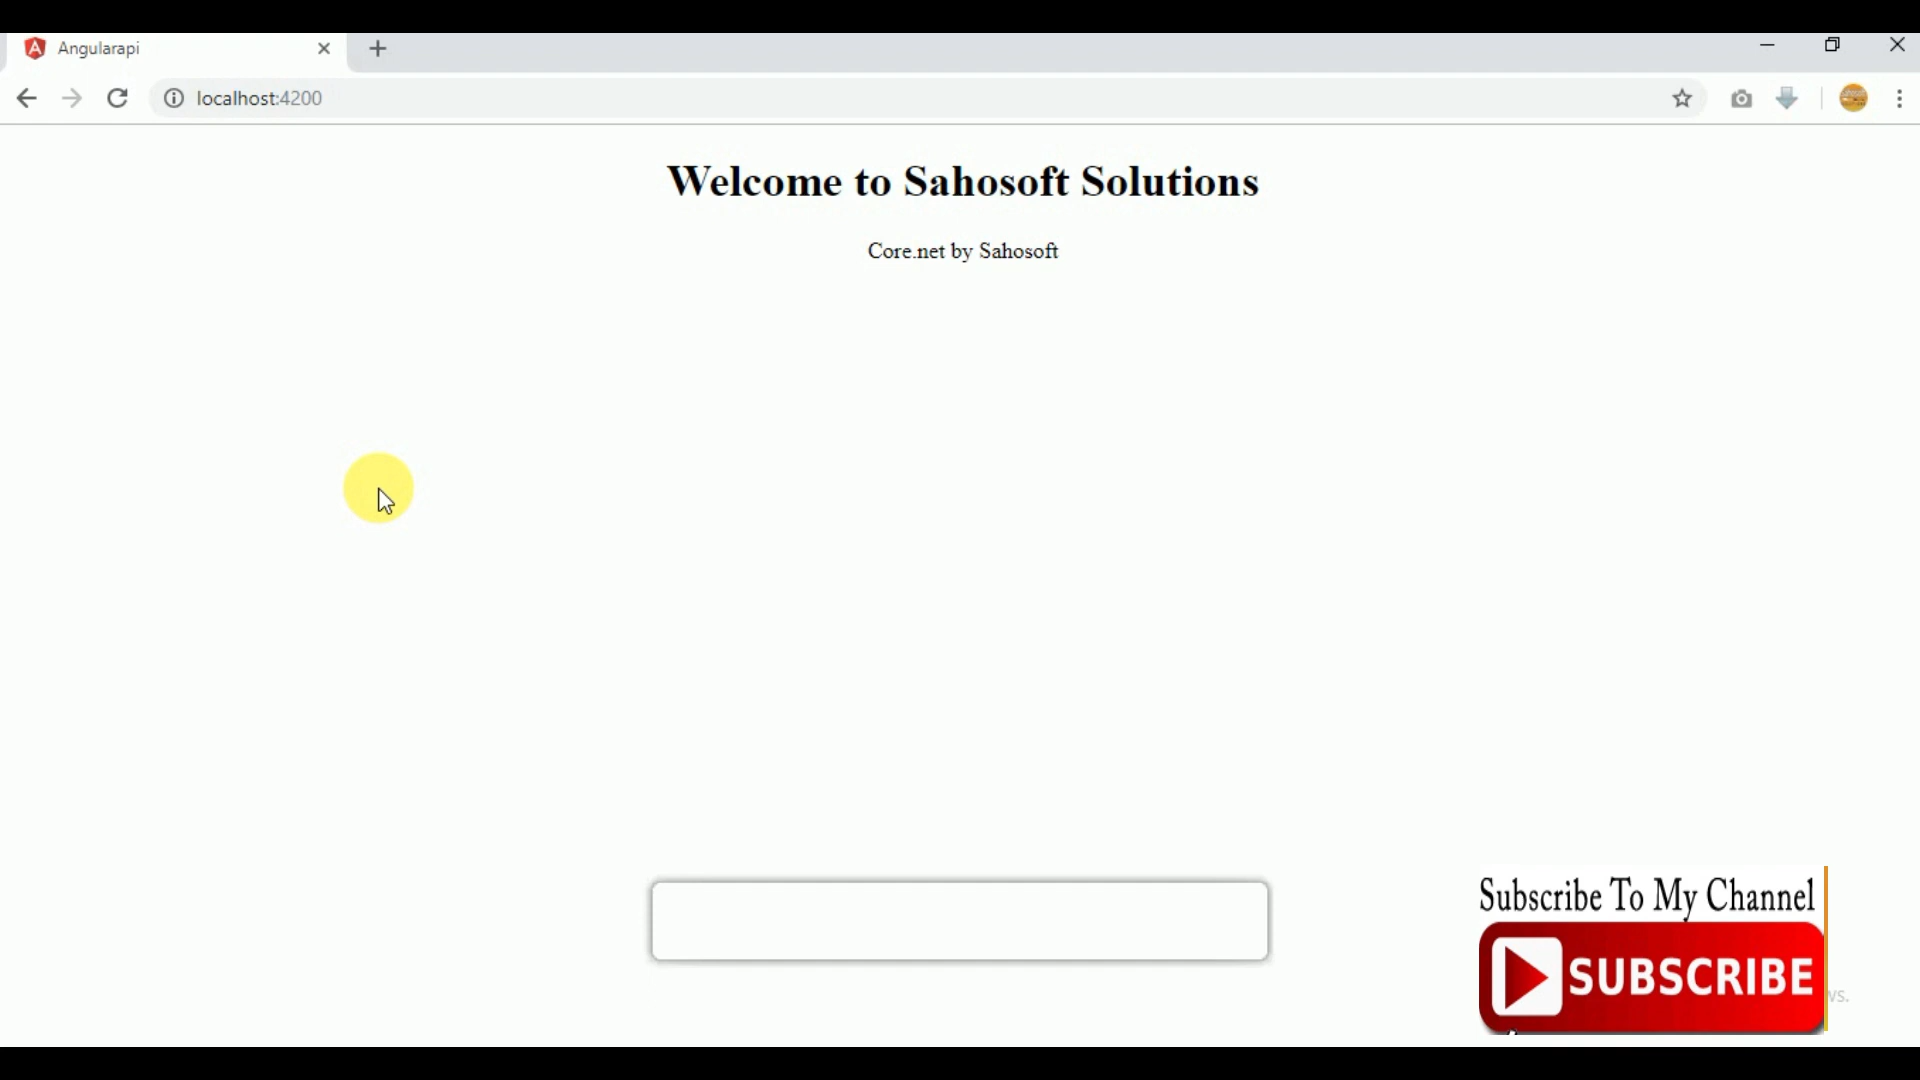 Angularapi
localhost:4200
Welcome to Sahosoft Solutions
Core.net by Sahosoft
Subscribe To My Channel
SUBSCRIBE